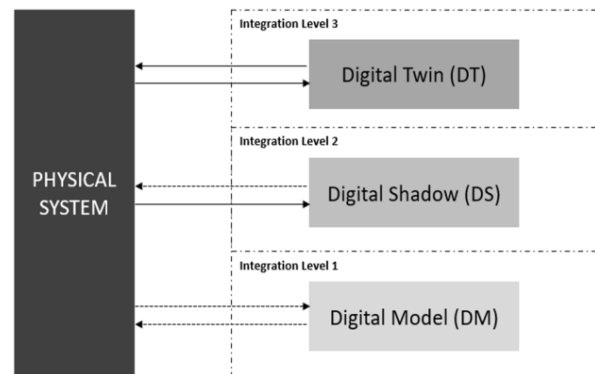 Integration Level 3
Digital Twin (DT)
Integration Level 2
PHYSICAL
SYSTEM
Digital Shadow (DS)
Integration Level 1
Digital Model (DM)